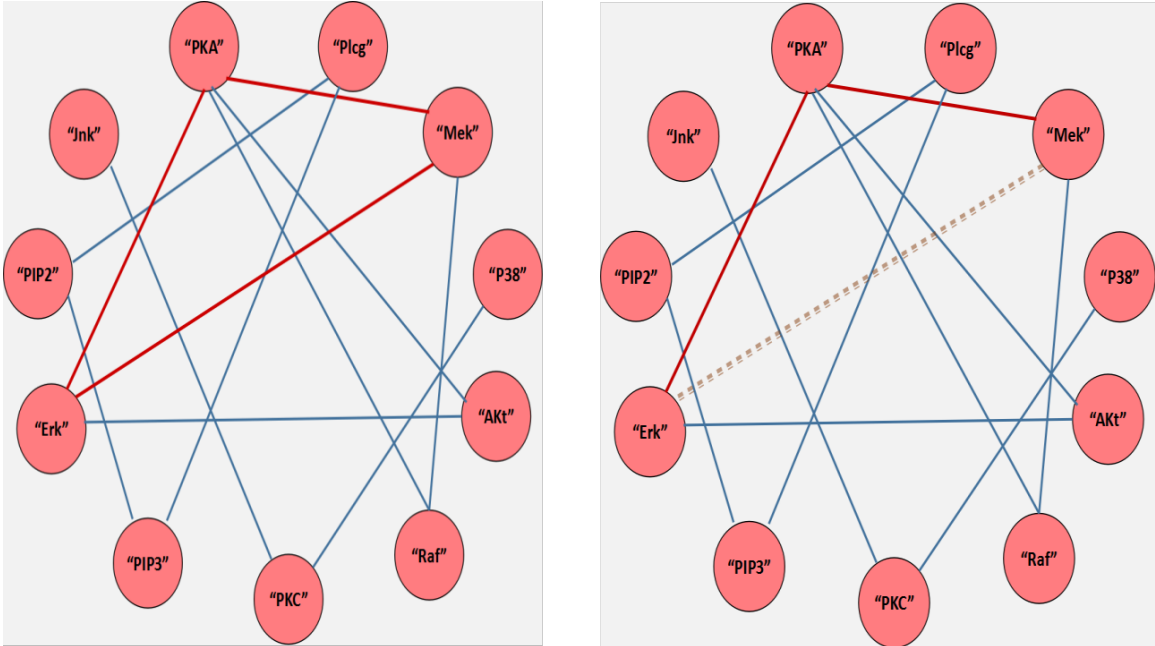 “PKA”
“Plcg”
“Jnk”
“Mek”
“PIP2”
“P38”
“Erk”
“AKt”
“PIP3”
“Raf”
“PKC”
“PKA”
“Plcg”
“Jnk”
“Mek”
“PIP2”
“P38”
“Erk”
“AKt”
“PIP3”
“Raf”
“PKC”